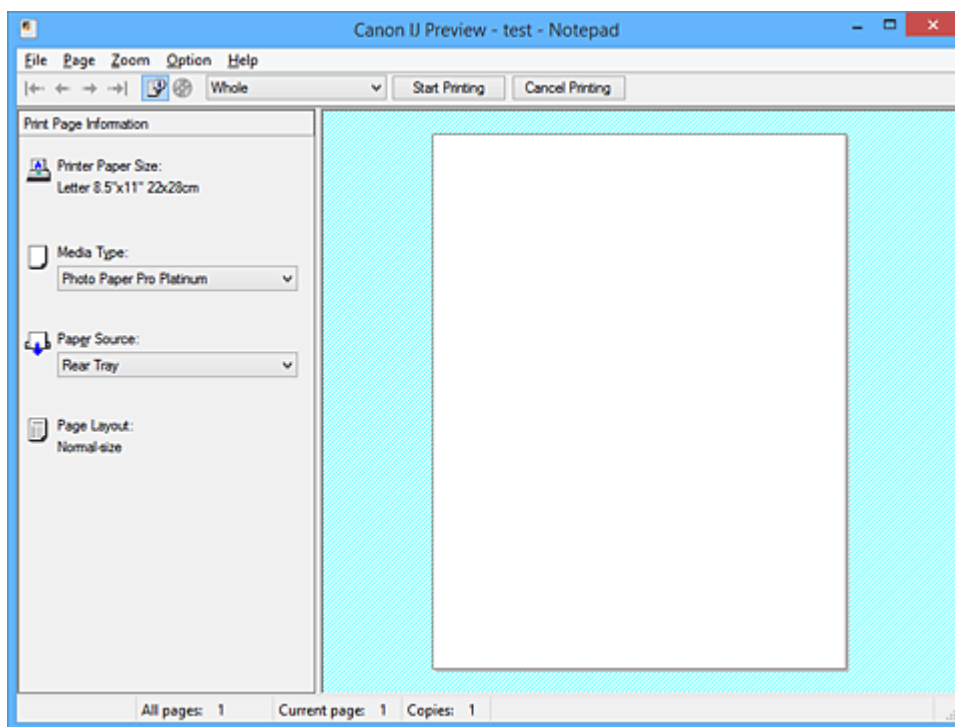 Canon IJ Preview - test - Notepad
File Page Zoom Option Help
Whole Start Printing Cancel Printing
Print Page Information
Printer Paper Size:
Letter 8.5"x11" 22x28cm
Media Type:
Photo Paper Pro Platinum
Paper Source:
Rear Tray
Page Layout:
Normal-size
All pages: 1 Current page: 1 Copies: 1